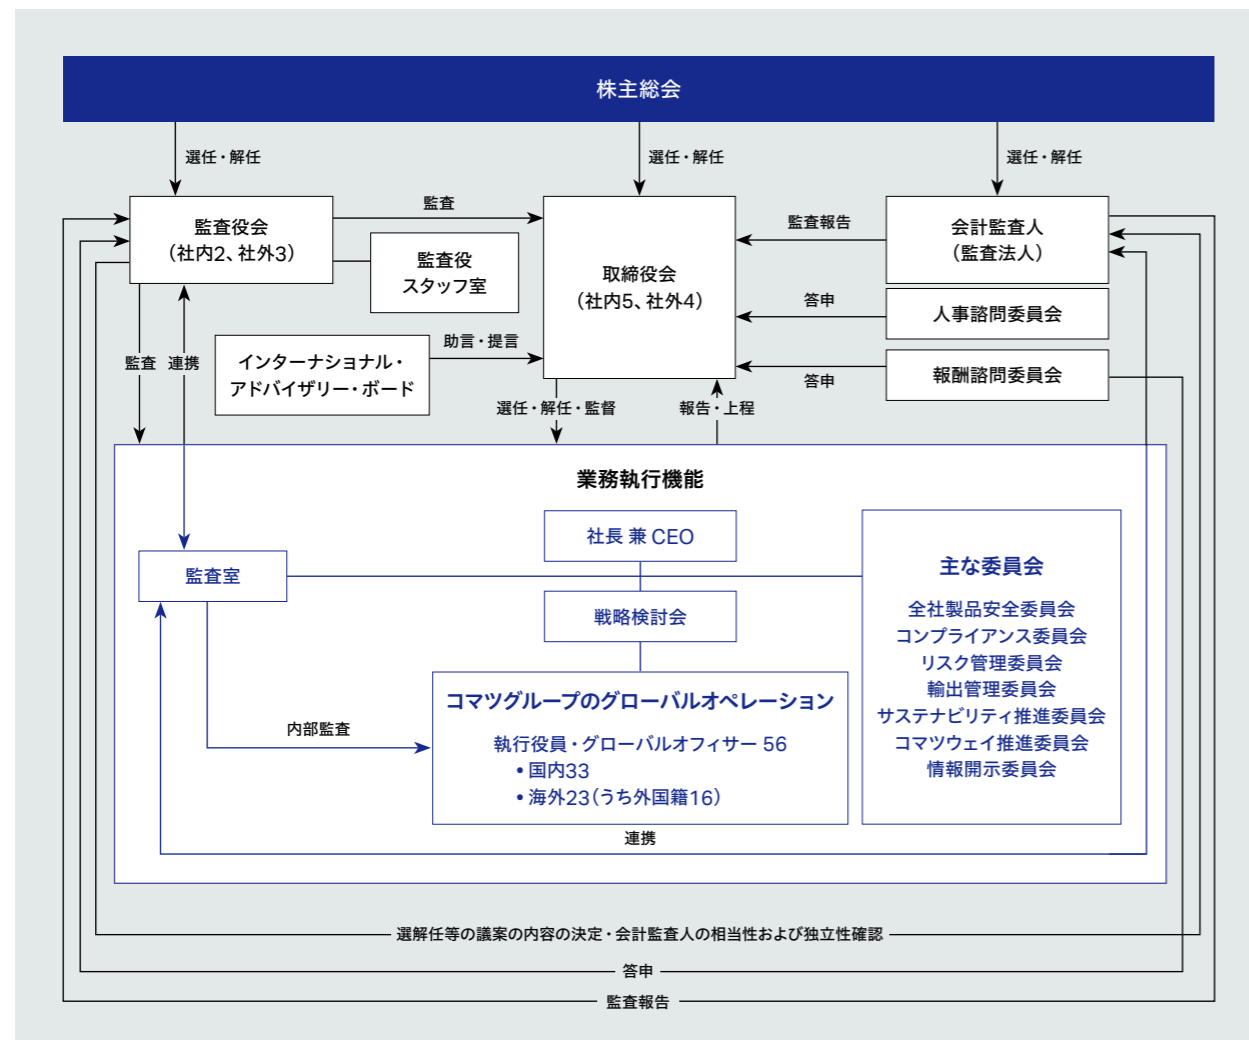 株主総会
選任・解任
選任・解任
選任・解任
監査役会
(社内2、社外3)
監査
監査役
スタッフ室
取締役会
(社内5、社外4)
監査報告
会計監査人
(監査法人)
答申
人事諮問委員会
答申
報酬諮問委員会
監査
連携
インターナショナル・
アドバイザリー・ボード
助言・提言
選任・解任・監督
報告・上程
業務執行機能
社長 兼 CEO
監査室
戦略検討会
主な委員会
全社製品安全委員会
コンプライアンス委員会
リスク管理委員会
輸出管理委員会
サステナビリティ推進委員会
コマツウェイ推進委員会
情報開示委員会
内部監査
コマツグループのグローバルオペレーション
執行役員・グローバルオフィサー 56
• 国内33
• 海外23(うち外国籍16)
連携
選解任等の議案の内容の決定・会計監査人の相当性および独立性確認
答申
監査報告